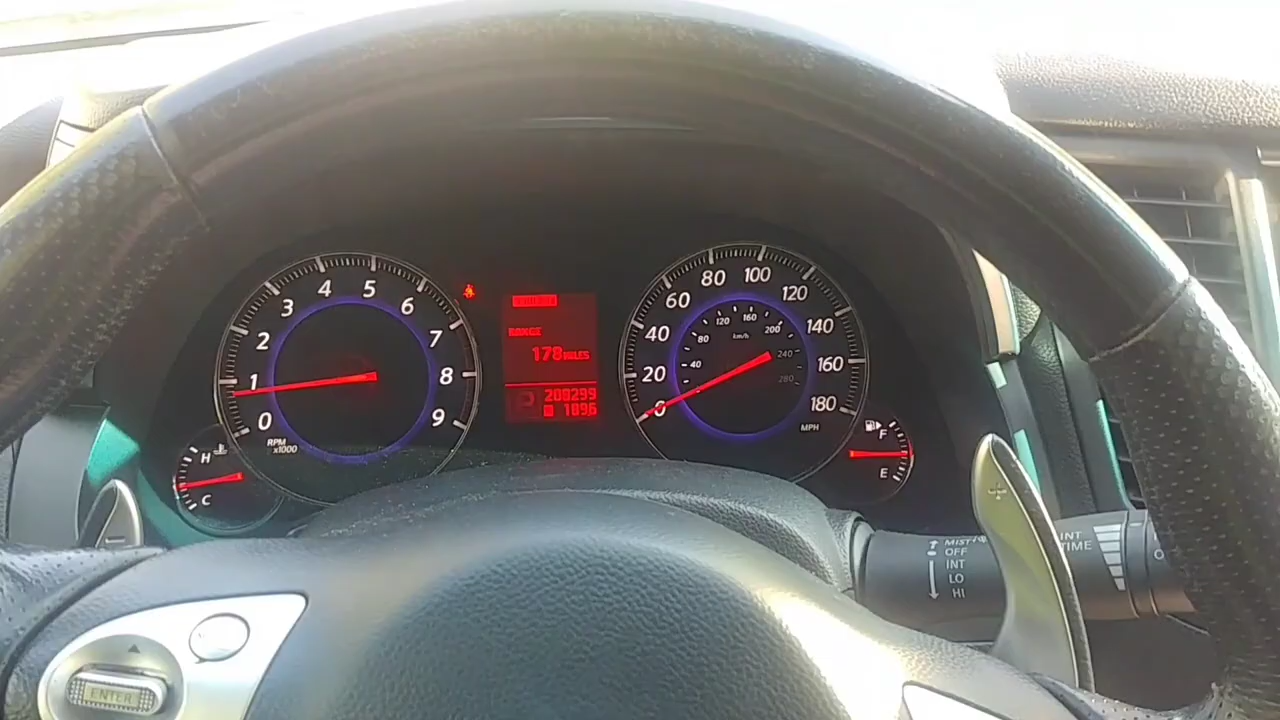 0 1 2 3 4 5 6 7 8 9
RPM
x1000
H
C
RANGE
178MILES
P
208299
1896
0 20 40 60 80 100 120 140 160 180
MPH
40 80 120 160 200 240 280
km/h
F
E
MIST
OFF
INT
LO
HI
INT
TIME
ENTER